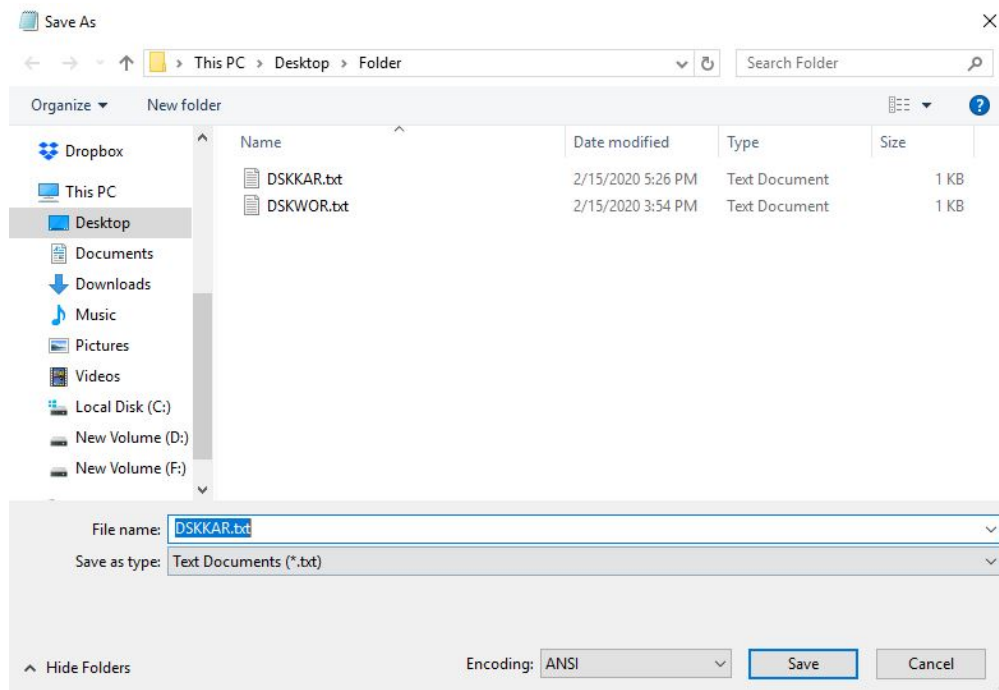 Save As
This PC > Desktop > Folder
Search Folder
Organize
New folder
?
Name
Date modified
Type
Size
DSKKAR.txt 2/15/2020 5:26 PM Text Document 1 KB
DSKWOR.txt 2/15/2020 3:54 PM Text Document 1 KB
Dropbox
This PC
Desktop
Documents
Downloads
Music
Pictures
Videos
Local Disk (C:)
New Volume (D:)
New Volume (F:)
File name: DSKKAR.txt
Save as type: Text Documents (*.txt)
Hide Folders
Encoding: ANSI
Save
Cancel